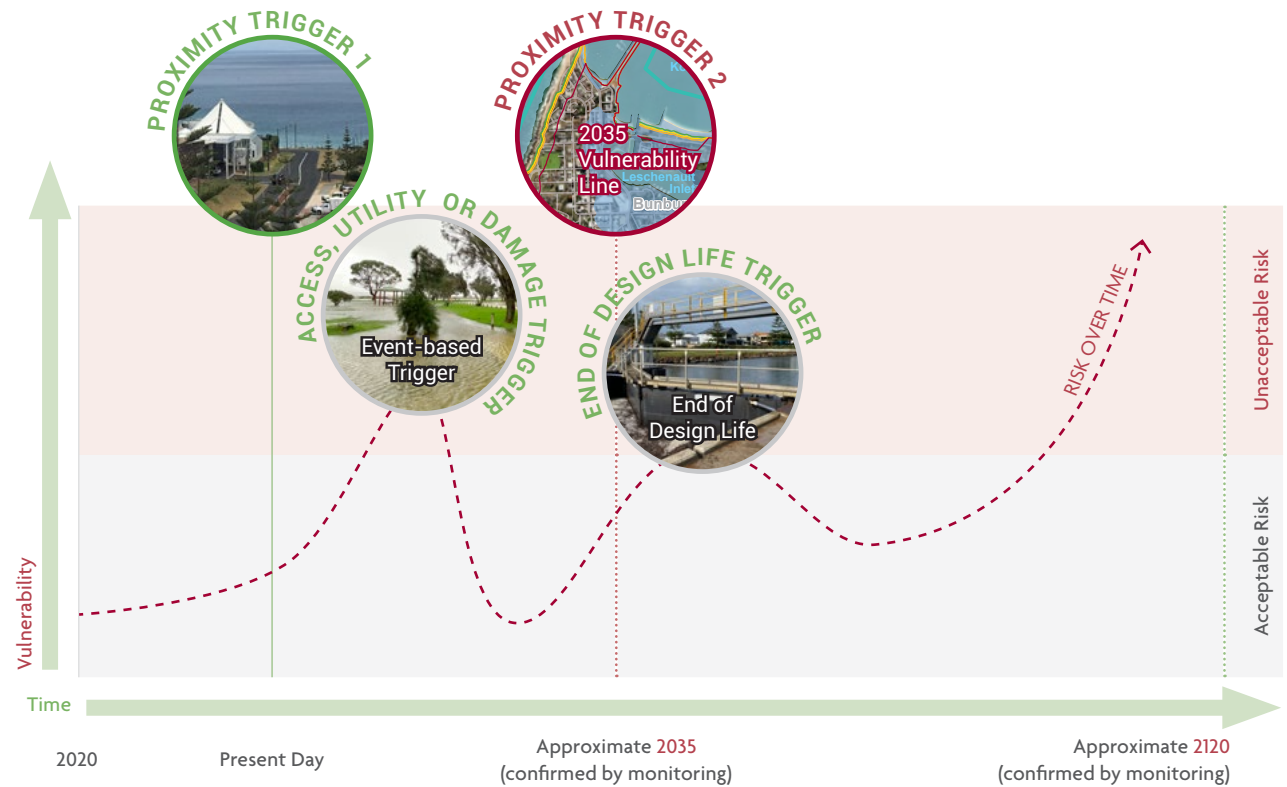 PROXIMITY TRIGGER 1
PROXIMITY TRIGGER 2
2035
Vulnerability
Line
Leschenault
Inlet
ACCESS, UTILITY OR DAMAGE TRIGGER
Event-based
Trigger
END OF DESIGN LIFE TRIGGER
End of
Design Life
RISK OVER TIME
Unacceptable Risk
Acceptable Risk
Vulnerability
Time
2020
Present Day
Approximate 2035
(confirmed by monitoring)
Approximate 2120
(confirmed by monitoring)